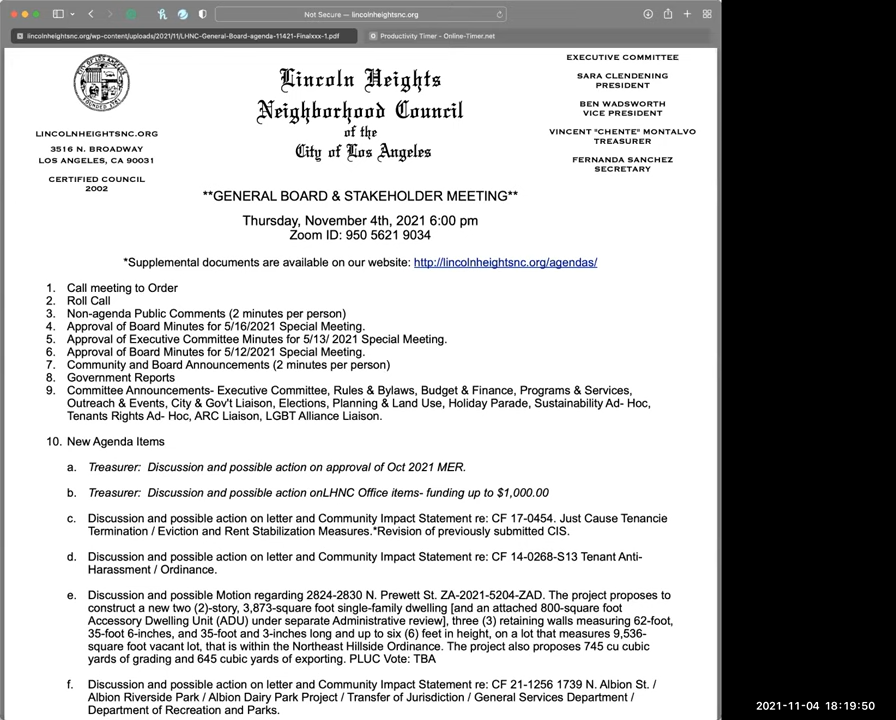 Not Secure — lincolnheightsnc.org
lincolnheightsnc.org/wp-content/uploads/2021/11/LHNC-General-Board-agenda-11421-Finalxxx-1.pdf
Productivity Timer - Online-Timer.net
LINCOLNHEIGHTSNC.ORG
3516 N. BROADWAY
LOS ANGELES, CA 90031
CERTIFIED COUNCIL
2002
Lincoln Heights
Neighborhood Council
of the
City of Los Angeles
EXECUTIVE COMMITTEE
SARA CLENDENING
PRESIDENT
BEN WADSWORTH
VICE PRESIDENT
VINCENT "CHENTE" MONTALVO
TREASURER
FERNANDA SANCHEZ
SECRETARY
**GENERAL BOARD & STAKEHOLDER MEETING**
Thursday, November 4th, 2021 6:00 pm
Zoom ID: 950 5621 9034
*Supplemental documents are available on our website: http://lincolnheightsnc.org/agendas/
1. Call meeting to Order
2. Roll Call
3. Non-agenda Public Comments (2 minutes per person)
4. Approval of Board Minutes for 5/16/2021 Special Meeting.
5. Approval of Executive Committee Minutes for 5/13/ 2021 Special Meeting.
6. Approval of Board Minutes for 5/12/2021 Special Meeting.
7. Community and Board Announcements (2 minutes per person)
8. Government Reports
9. Committee Announcements- Executive Committee, Rules & Bylaws, Budget & Finance, Programs & Services,
Outreach & Events, City & Gov't Liaison, Elections, Planning & Land Use, Holiday Parade, Sustainability Ad- Hoc,
Tenants Rights Ad- Hoc, ARC Liaison, LGBT Alliance Liaison.
10. New Agenda Items
a. Treasurer: Discussion and possible action on approval of Oct 2021 MER.
b. Treasurer: Discussion and possible action onLHNC Office items- funding up to $1,000.00
c. Discussion and possible action on letter and Community Impact Statement re: CF 17-0454. Just Cause Tenancie
Termination / Eviction and Rent Stabilization Measures.*Revision of previously submitted CIS.
d. Discussion and possible action on letter and Community Impact Statement re: CF 14-0268-S13 Tenant Anti-
Harassment / Ordinance.
e. Discussion and possible Motion regarding 2824-2830 N. Prewett St. ZA-2021-5204-ZAD. The project proposes to
construct a new two (2)-story, 3,873-square foot single-family dwelling [and an attached 800-square foot
Accessory Dwelling Unit (ADU) under separate Administrative review], three (3) retaining walls measuring 62-foot,
35-foot 6-inches, and 35-foot and 3-inches long and up to six (6) feet in height, on a lot that measures 9,536-
square foot vacant lot, that is within the Northeast Hillside Ordinance. The project also proposes 745 cu cubic
yards of grading and 645 cubic yards of exporting. PLUC Vote: TBA
f. Discussion and possible action on letter and Community Impact Statement re: CF 21-1256 1739 N. Albion St. /
Albion Riverside Park / Albion Dairy Park Project / Transfer of Jurisdiction / General Services Department /
Department of Recreation and Parks.
2021-11-04 18:19:50